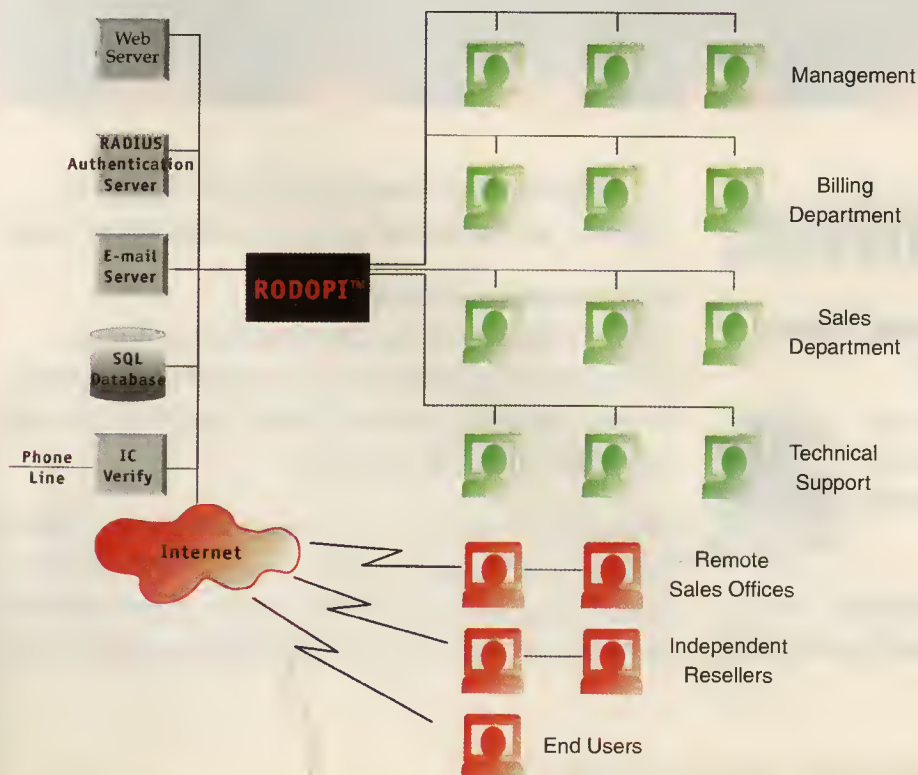 Web
Server
RADIUS
Authentication
Server
E-mail
Server
SQL
Database
Phone
Line
IC
Verify
Internet
RODOPI™
Management
Billing
Department
Sales
Department
Technical
Support
Remote
Sales Offices
Independent
Resellers
End Users